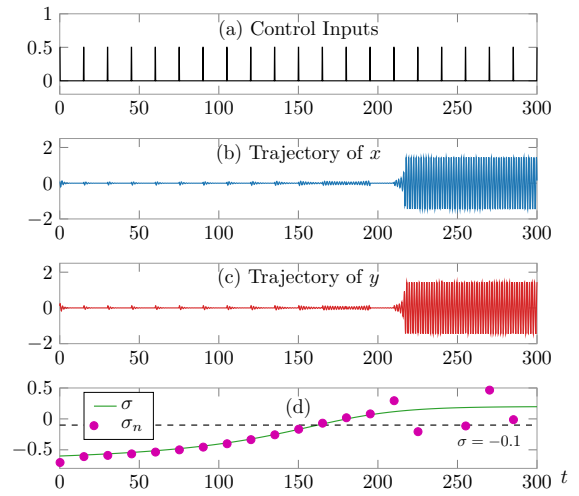 (a) Control Inputs
1
0.5
0
0 50 100 150 200 250 300
(b) Trajectory of x
2
0
−2
0 50 100 150 200 250 300
(c) Trajectory of y
2
0
−2
0 50 100 150 200 250 300
(d)
0.5
0
−0.5
σ
σn
σ = −0.1
0 50 100 150 200 250 300 t